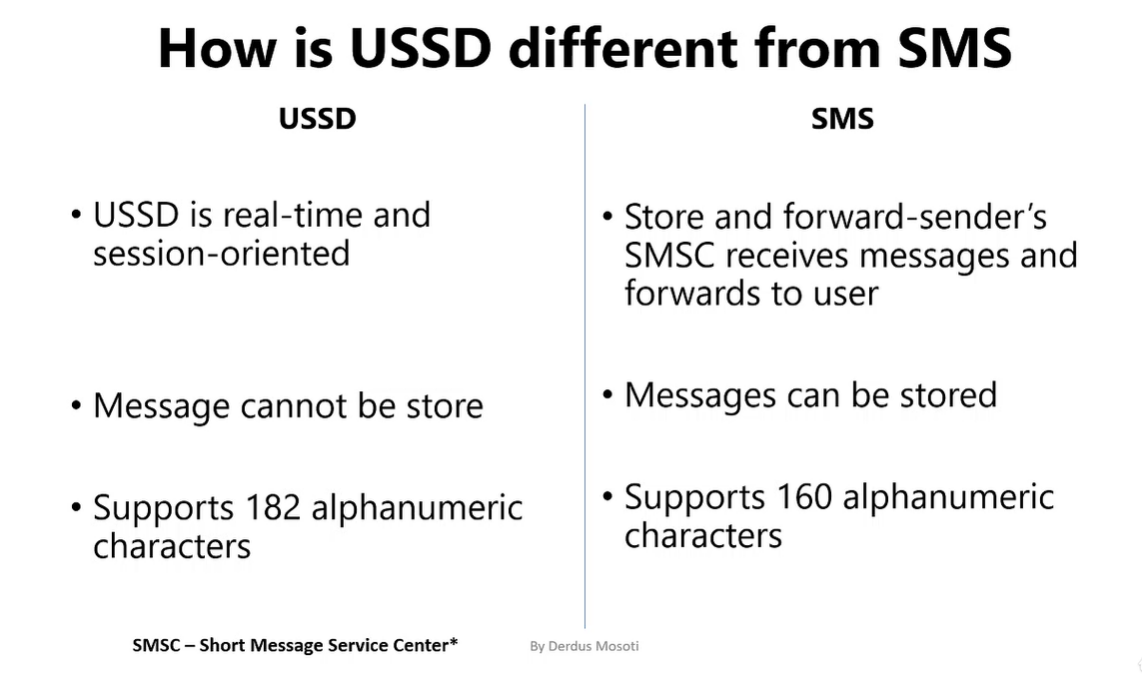 How is USSD different from SMS
USSD
• USSD is real-time and
session-oriented
• Message cannot be store
• Supports 182 alphanumeric
characters
SMS
• Store and forward-sender’s
SMSC receives messages and
forwards to user
• Messages can be stored
• Supports 160 alphanumeric
characters
SMSC – Short Message Service Center*
By Derdus Mosoti